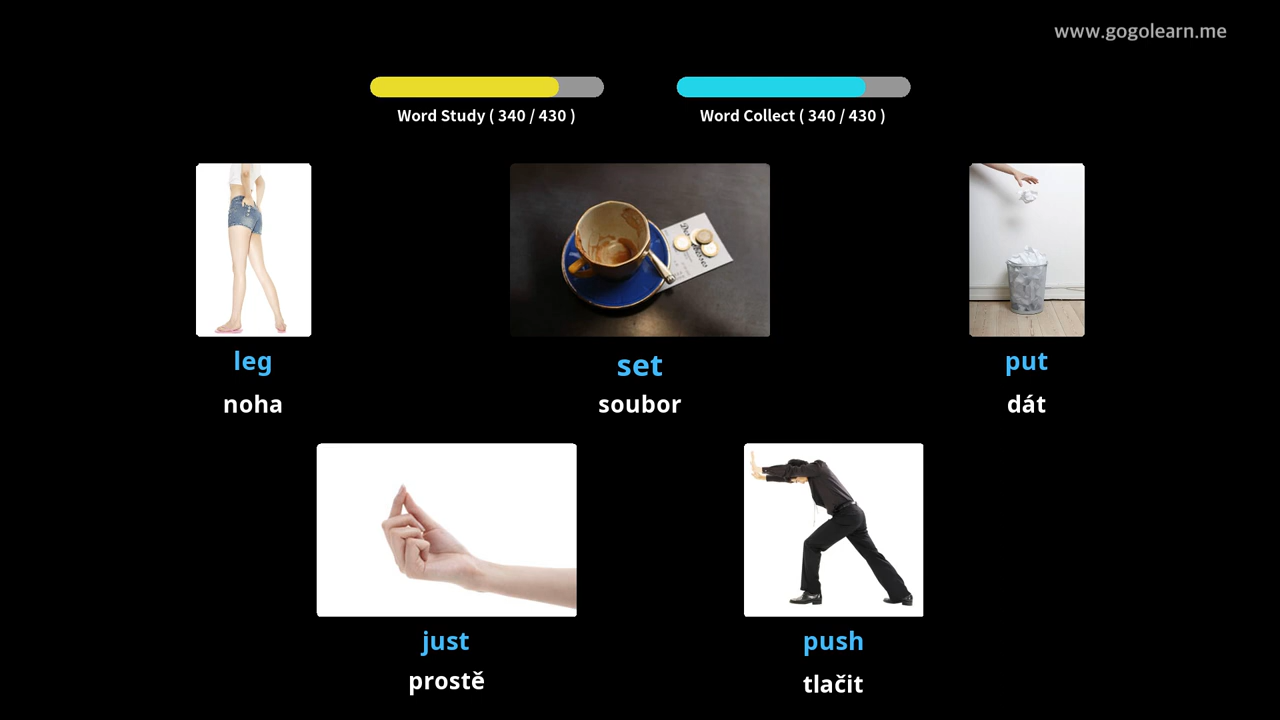 www.gogolearn.me
Word Study ( 340 / 430 )
Word Collect ( 340 / 430 )
leg
noha
set
soubor
put
dát
just
prostě
push
tlačit